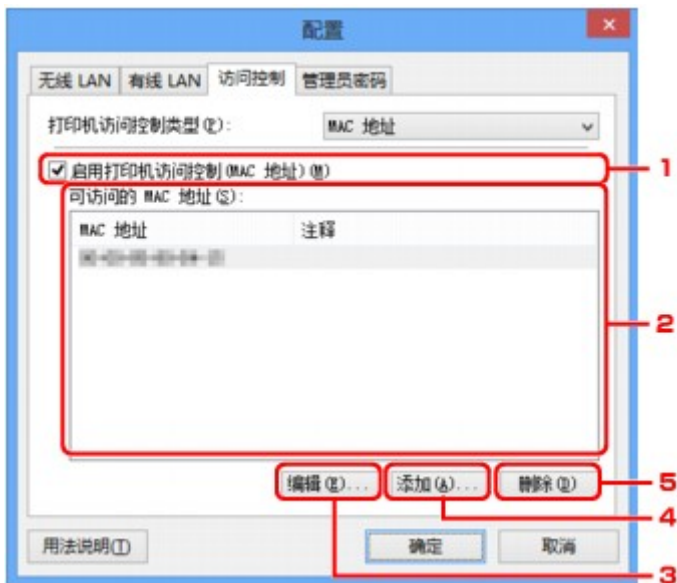 配置
无线 LAN 有线 LAN 访问控制 管理员密码
打印机访问控制类型(P): MAC 地址
启用打印机访问控制(MAC 地址)(M) 1
可访问的 MAC 地址(S):
MAC 地址 注释
2
编辑(E)... 添加(A)... 删除(D) 5
4
用法说明(I) 确定 取消
3